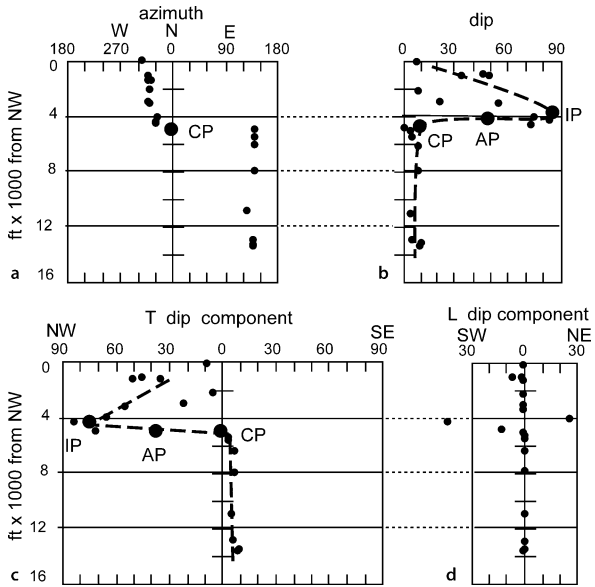 azimuth
W N E
180 270 0 90 180
0
4
8
12
16
ft x 1000 from NW
CP
a
dip
0 30 60 90
IP
AP
CP
b
T dip component
NW SE
90 60 30 0 30 60 90
0
4
8
12
16
ft x 1000 from NW
IP
AP
CP
c
L dip component
SW NE
30 0 30
d